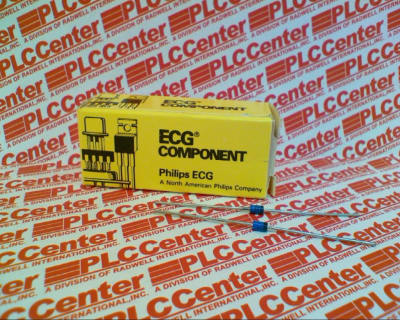 ECG®
COMPONENT
Philips ECG
A North American Philips Company
PLCCenter
A DIVISION OF RADWELL INTERNATIONAL, INC.